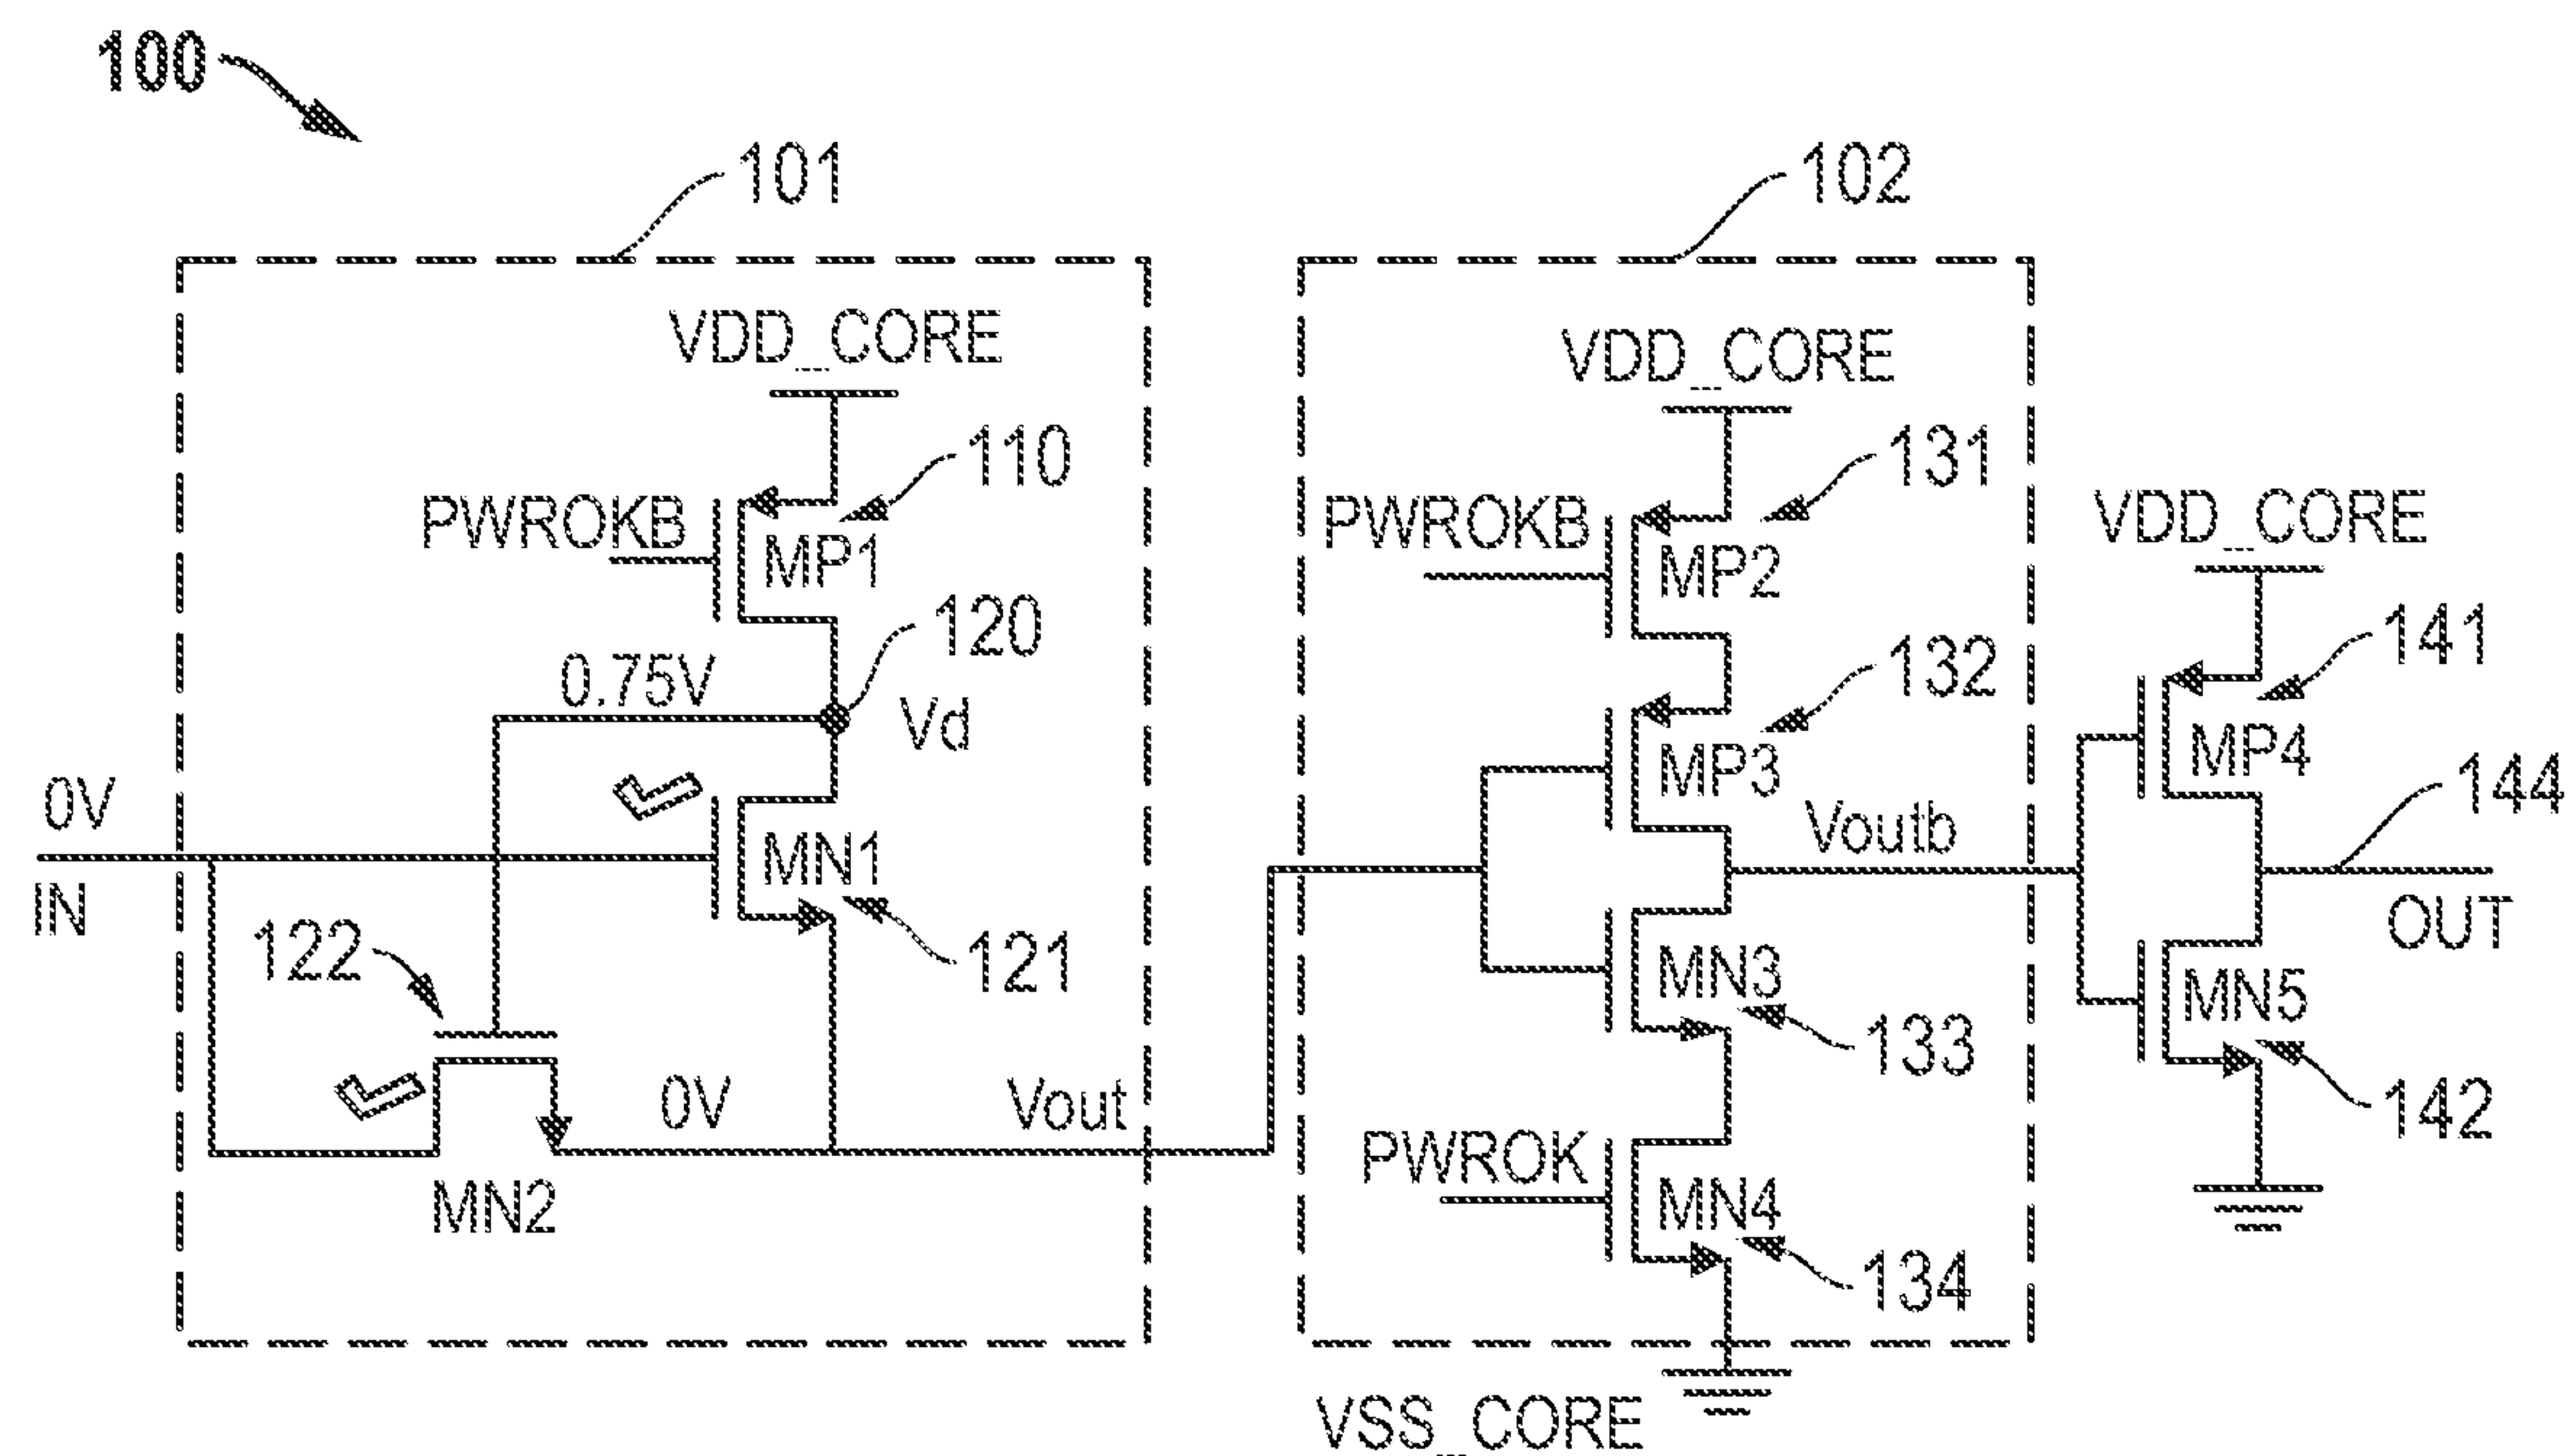 100
101
102
VDD_CORE
VDD_CORE
110
131
PWROKB
MP1
PWROKB
MP2
VDD_CORE
120
0.75V
Vd
132
MP3
141
MP4
0V
IN
MN1
121
122
Voutb
144
OUT
MN3
133
MN5
142
0V
Vout
MN2
PWROK
MN4
134
VSS_CORE